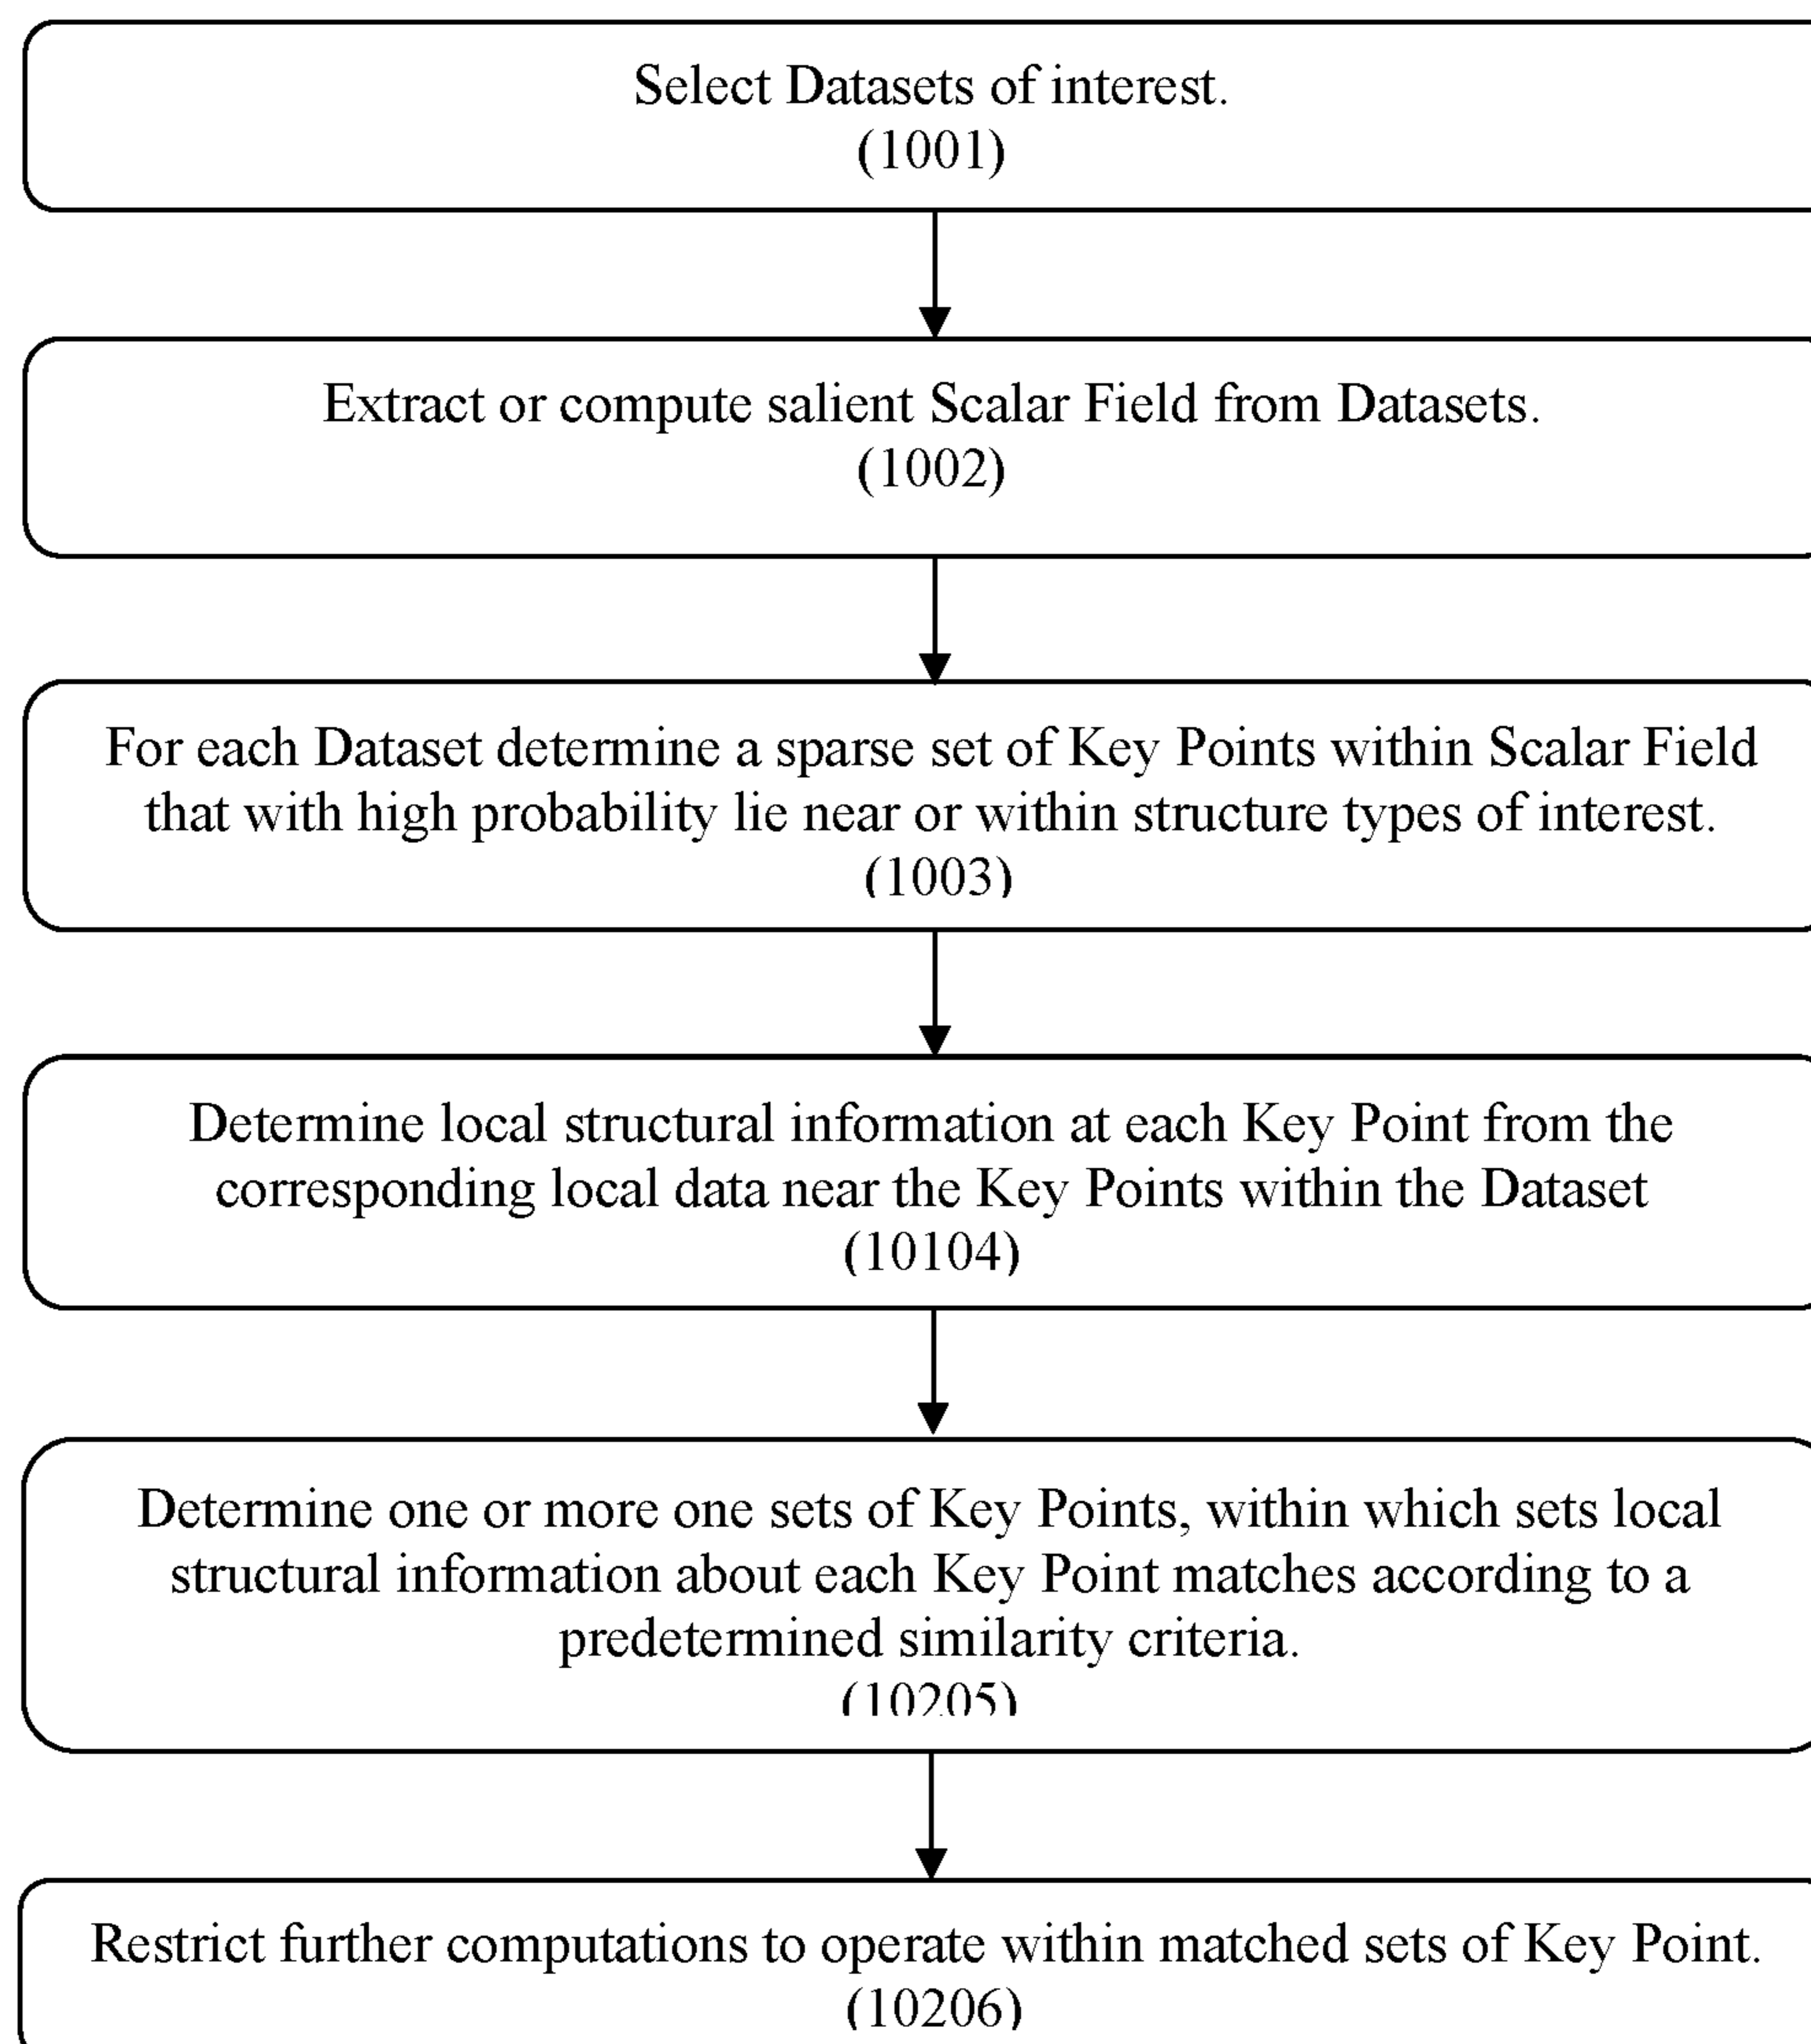 Select Datasets of interest.
(1001)
Extract or compute salient Scalar Field from Datasets.
(1002)
For each Dataset determine a sparse set of Key Points within Scalar Field
that with high probability lie near or within structure types of interest.
(1003)
Determine local structural information at each Key Point from the
corresponding local data near the Key Points within the Dataset
(10104)
Determine one or more one sets of Key Points, within which sets local
structural information about each Key Point matches according to a
predetermined similarity criteria.
(10205)
Restrict further computations to operate within matched sets of Key Point.
(10206)